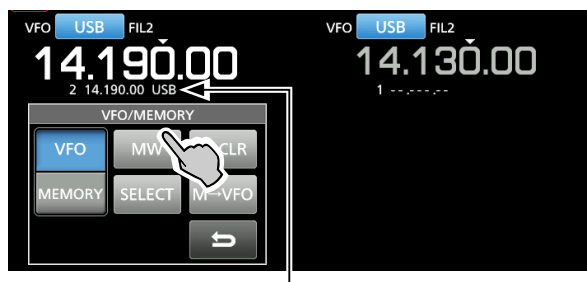 VFO USB FIL2
14.190.00
2 14.190.00 USB
VFO/MEMORY
VFO MW CLR
MEMORY SELECT M→VFO
VFO USB FIL2
14.130.00
1 --.---.--